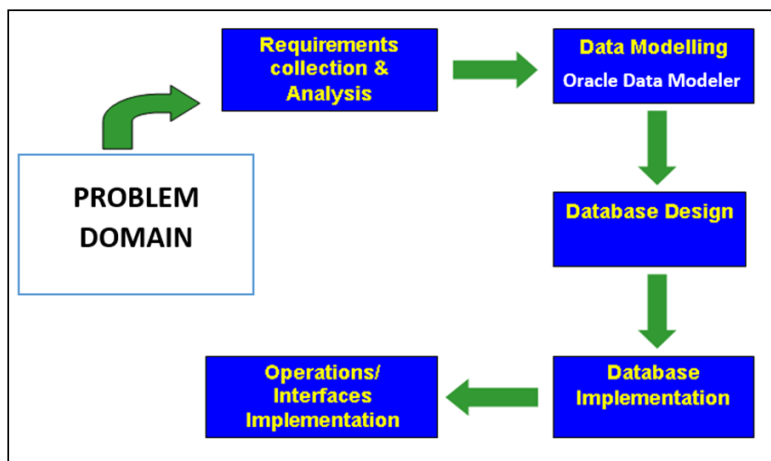 PROBLEM
DOMAIN
Requirements
collection &
Analysis
Data Modelling
Oracle Data Modeler
Database Design
Database
Implementation
Operations/
Interfaces
Implementation